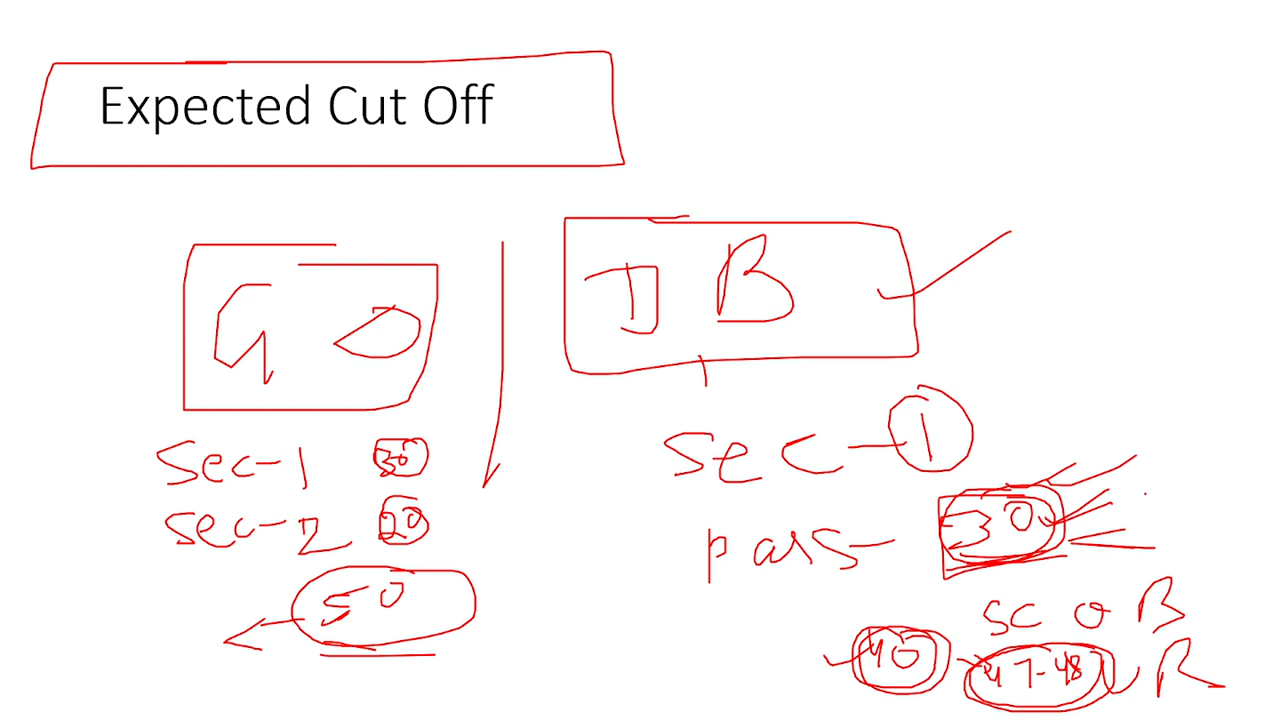 Expected Cut Off
G D
D B
sec-1 30
sec-2 20
50
sec-1
pass- 30
SC O B
40 47-48 R